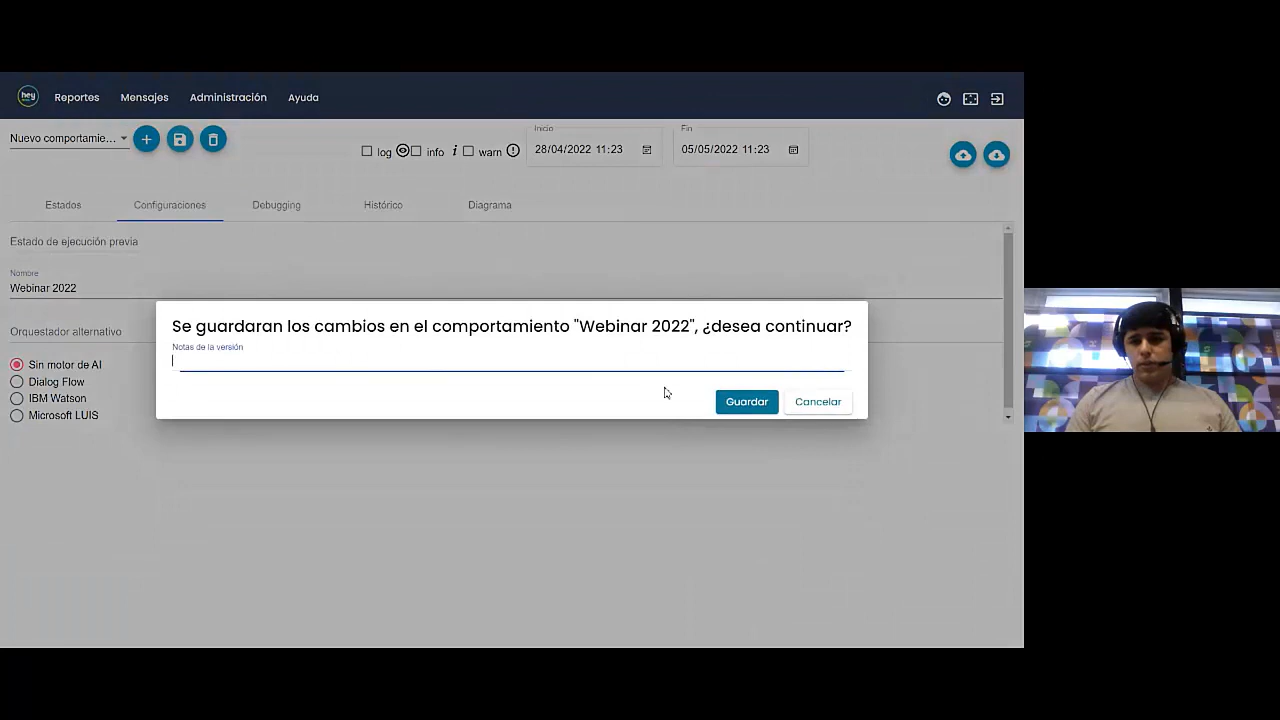 hey
Reportes Mensajes Administración Ayuda
Nuevo comportamie...
log info i warn
Inicio
28/04/2022 11:23
Fin
05/05/2022 11:23
Estados Configuraciones Debugging Histórico Diagrama
Estado de ejecución previa
Nombre
Webinar 2022
Se guardaran los cambios en el comportamiento "Webinar 2022", ¿desea continuar?
Notas de la versión
Guardar Cancelar
Orquestador alternativo
Sin motor de AI
Dialog Flow
IBM Watson
Microsoft LUIS